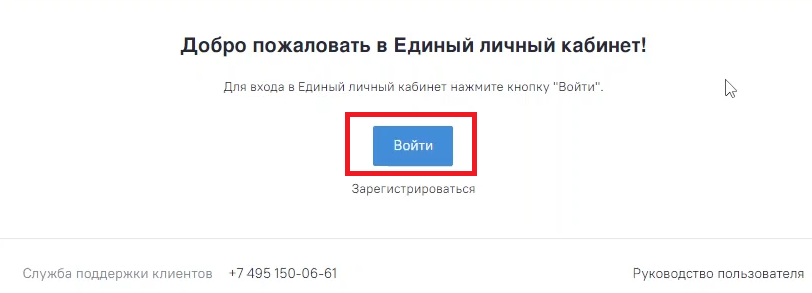 Добро пожаловать в Единый личный кабинет!
Для входа в Единый личный кабинет нажмите кнопку "Войти".
Войти
Зарегистрироваться
Служба поддержки клиентов +7 495 150-06-61 Руководство пользователя